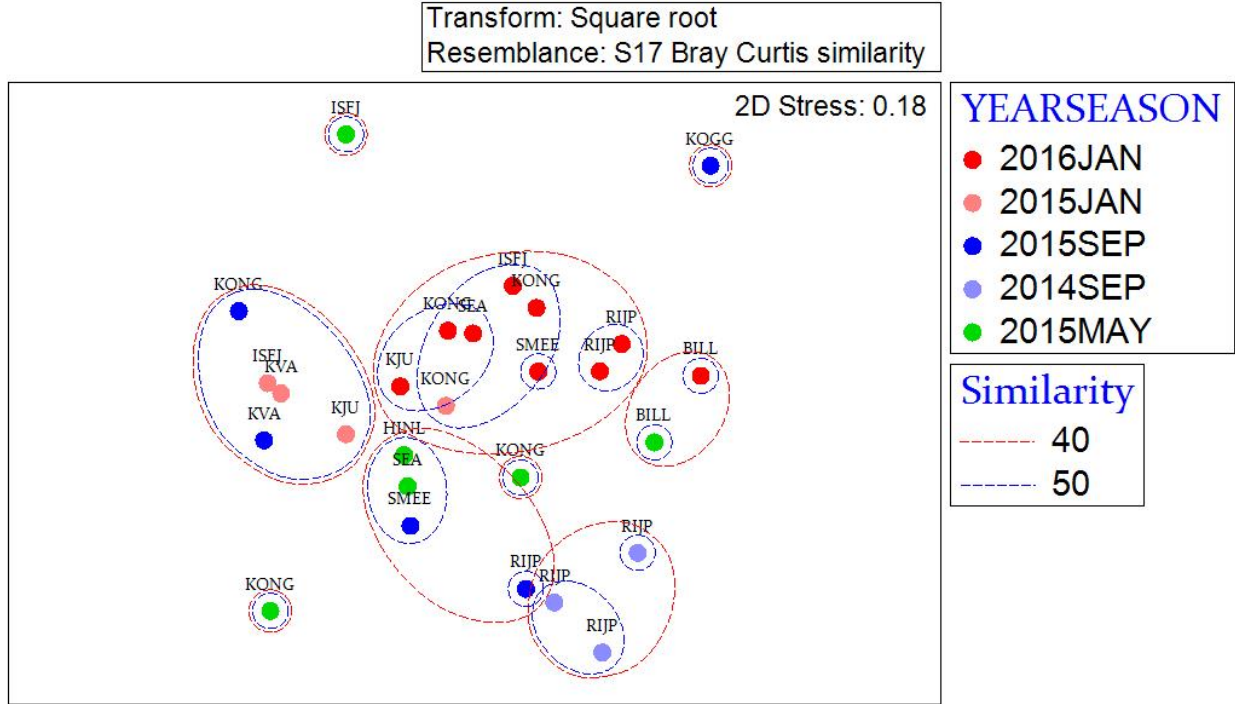 Transform: Square root
Resemblance: S17 Bray Curtis similarity
2D Stress: 0.18
ISFJ
KOGG
KONG
ISFJ
KVA
KVA
KJU
ISFJ
KONG
KONG
SEA
KJU
KONG
SMEE
RIJP
RIJP
BILL
BILL
HINL
SEA
SMEE
KONG
RIJP
RIJP
RIJP
RIJP
KONG
YEARSEASON
2016JAN
2015JAN
2015SEP
2014SEP
2015MAY
Similarity
40
50